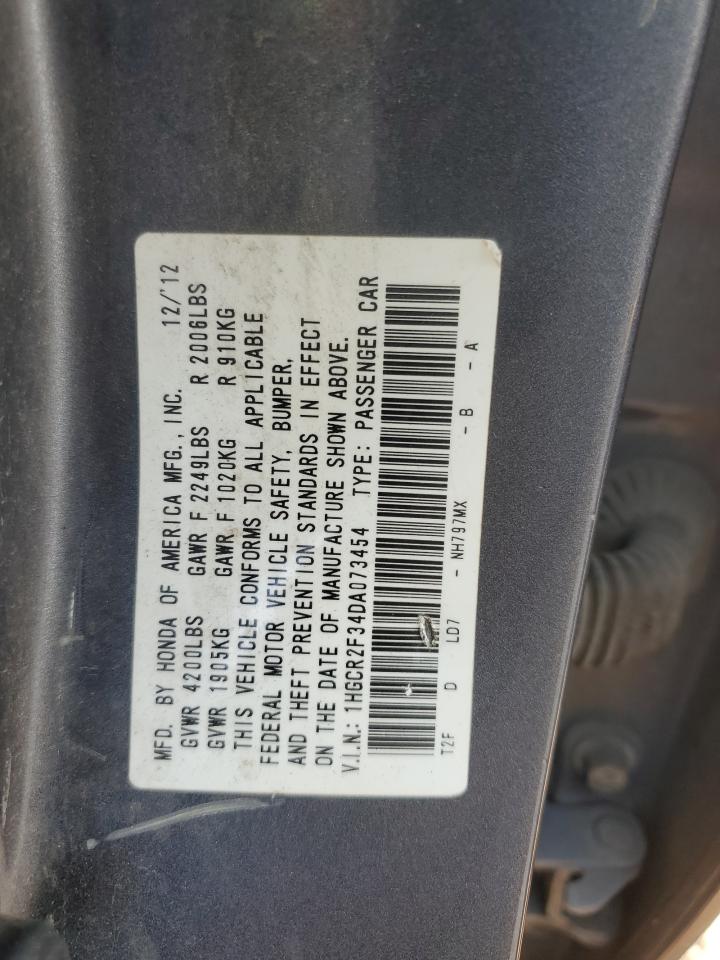 MFD. BY HONDA OF AMERICA MFG., INC. 12/'12
GVWR 4200LBS GAWR F 2249LBS R 2006LBS
GVWR 1905KG GAWR F 1020KG R 910KG
THIS VEHICLE CONFORMS TO ALL APPLICABLE
FEDERAL MOTOR VEHICLE SAFETY, BUMPER,
AND THEFT PREVENTION STANDARDS IN EFFECT
ON THE DATE OF MANUFACTURE SHOWN ABOVE.
V.I.N.: 1HGCR2F34DA073454 TYPE: PASSENGER CAR
T2F D LD7 - NH797MX - B - A